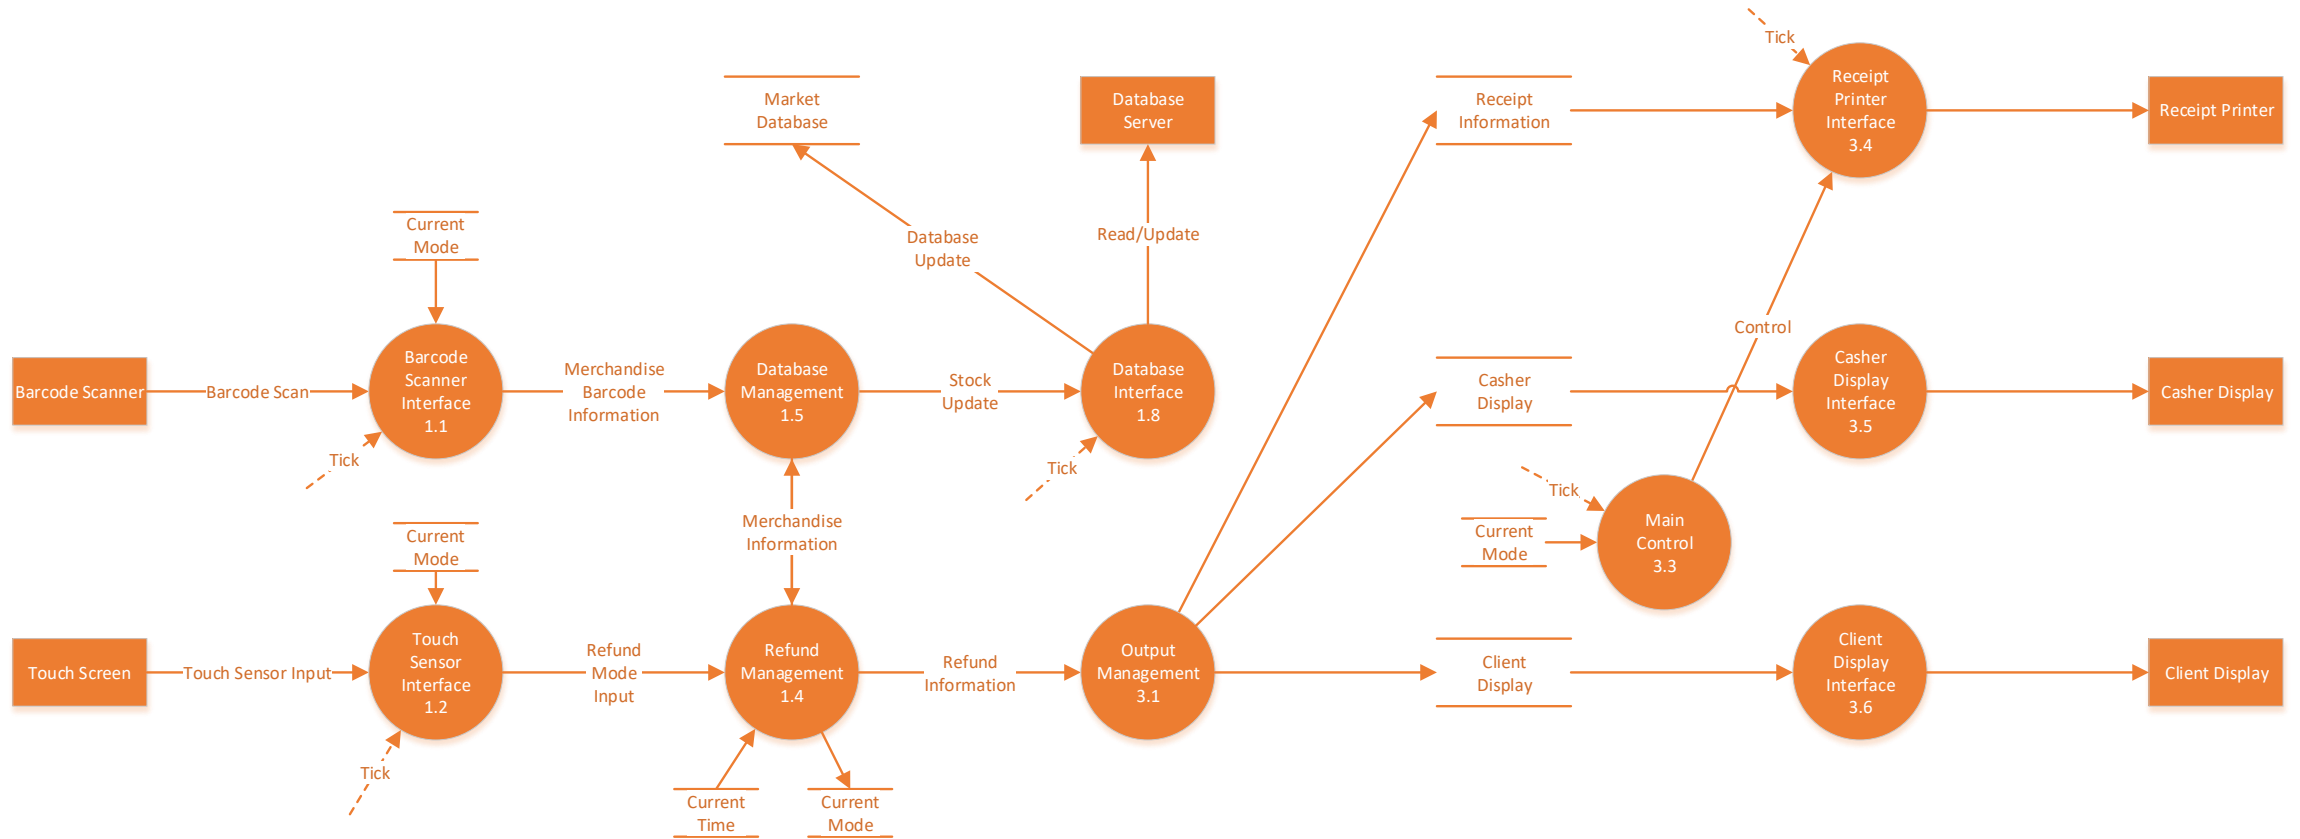 Tick
Receipt
Printer
Interface
3.4
Market
Database
Database
Server
Receipt
Information
Receipt Printer
Current
Mode
Database
Update
Read/Update
Control
Barcode Scanner
Barcode Scan
Barcode
Scanner
Interface
1.1
Merchandise
Barcode
Information
Database
Management
1.5
Stock
Update
Database
Interface
1.8
Casher
Display
Casher
Display
Interface
3.5
Casher Display
Tick
Tick
Tick
Current
Mode
Merchandise
Information
Current
Mode
Main
Control
3.3
Touch Screen
Touch Sensor Input
Touch
Sensor
Interface
1.2
Refund
Mode
Input
Refund
Management
1.4
Refund
Information
Output
Management
3.1
Client
Display
Client
Display
Interface
3.6
Client Display
Tick
Current
Time
Current
Mode